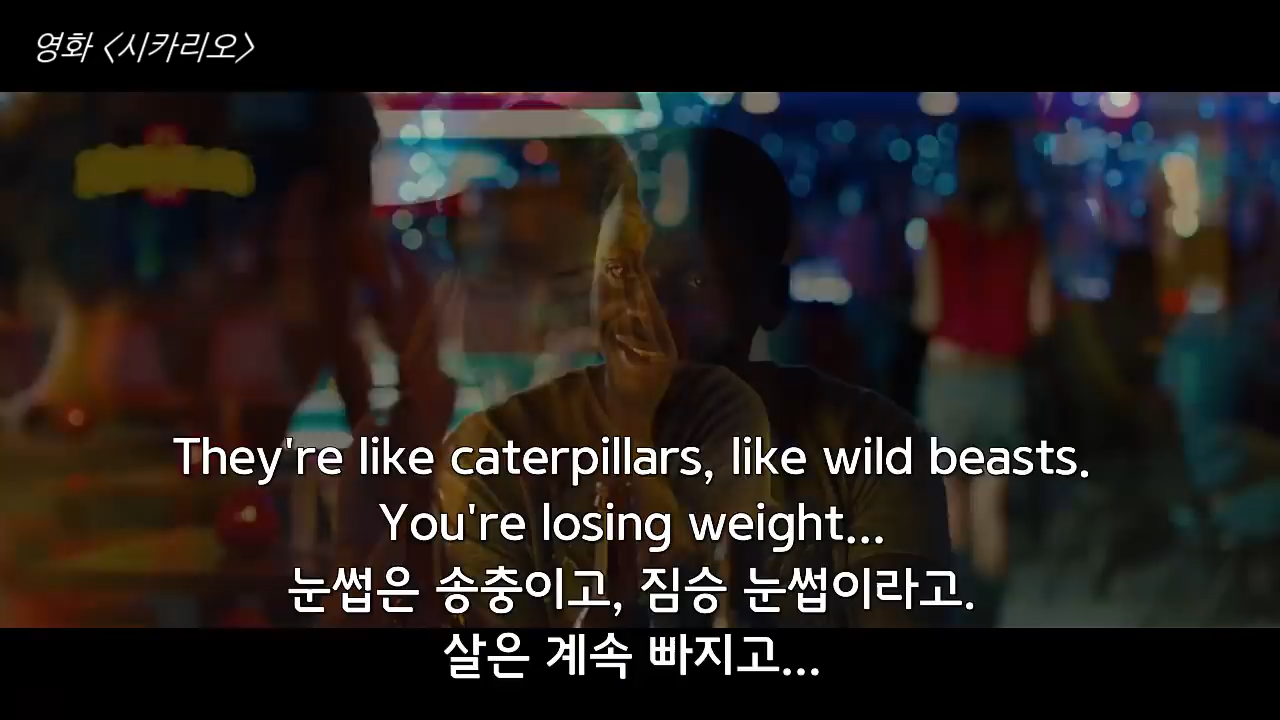 영화 <시카리오>
They're like caterpillars, like wild beasts.
You're losing weight...
눈썹은 송충이고, 짐승 눈썹이라고.
살은 계속 빠지고...